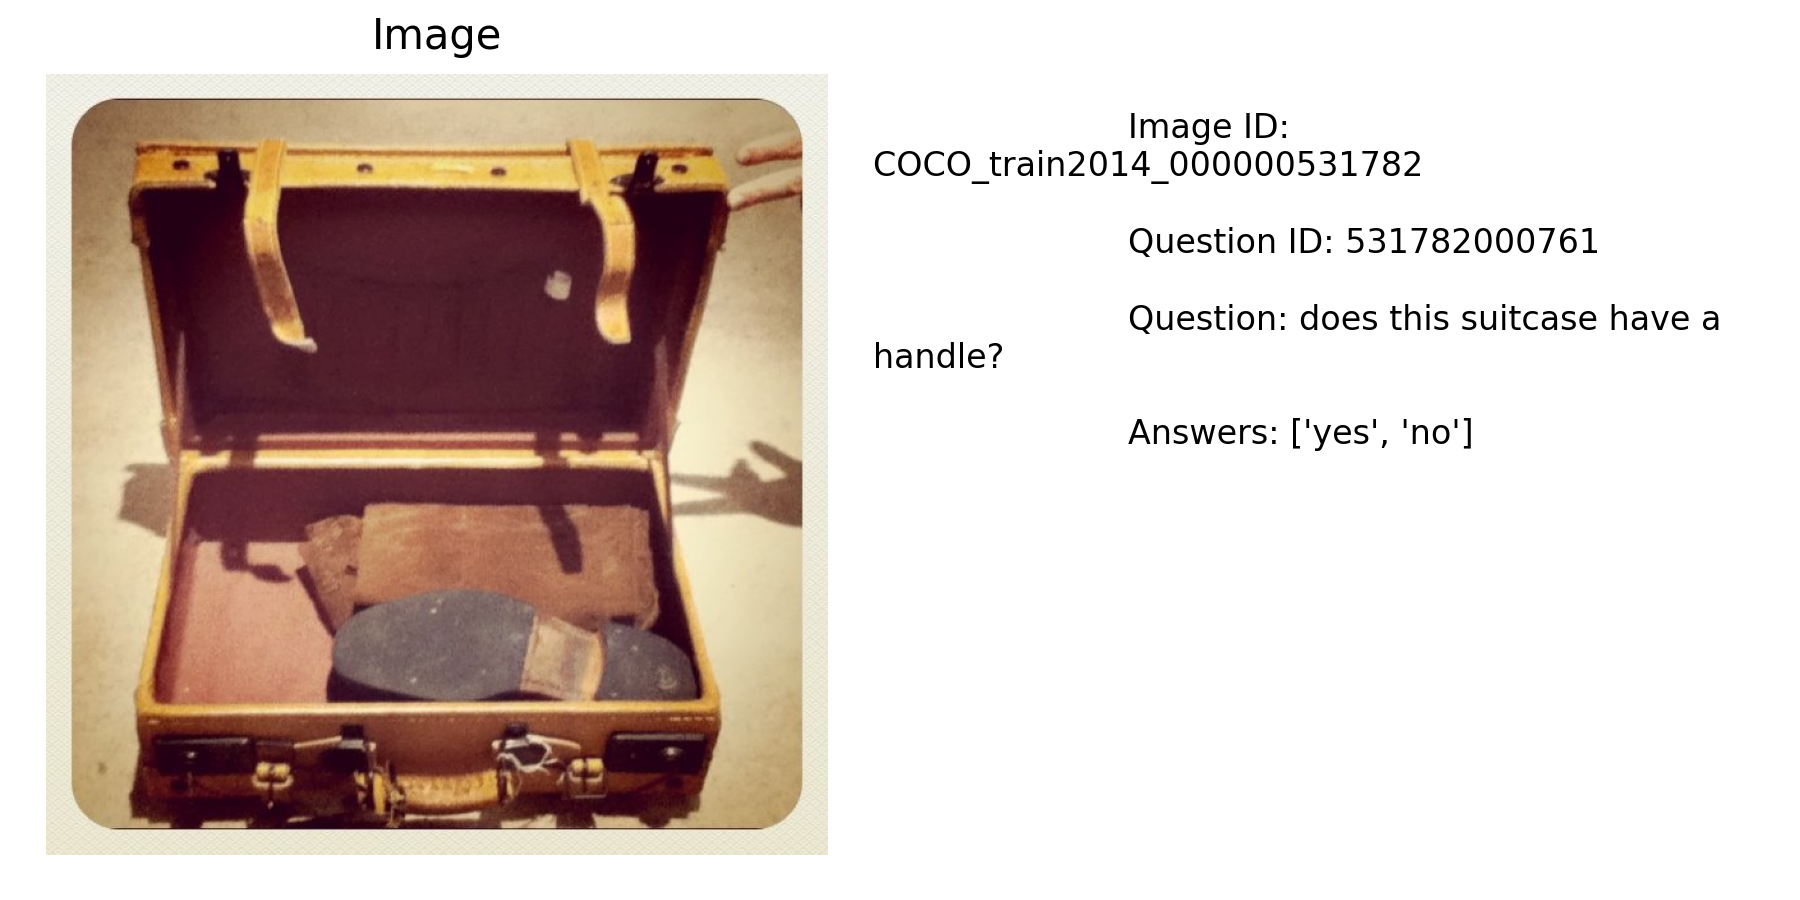 Image
Image ID:
COCO_train2014_000000531782
Question ID: 531782000761
Question: does this suitcase have a
handle?
Answers: ['yes', 'no']